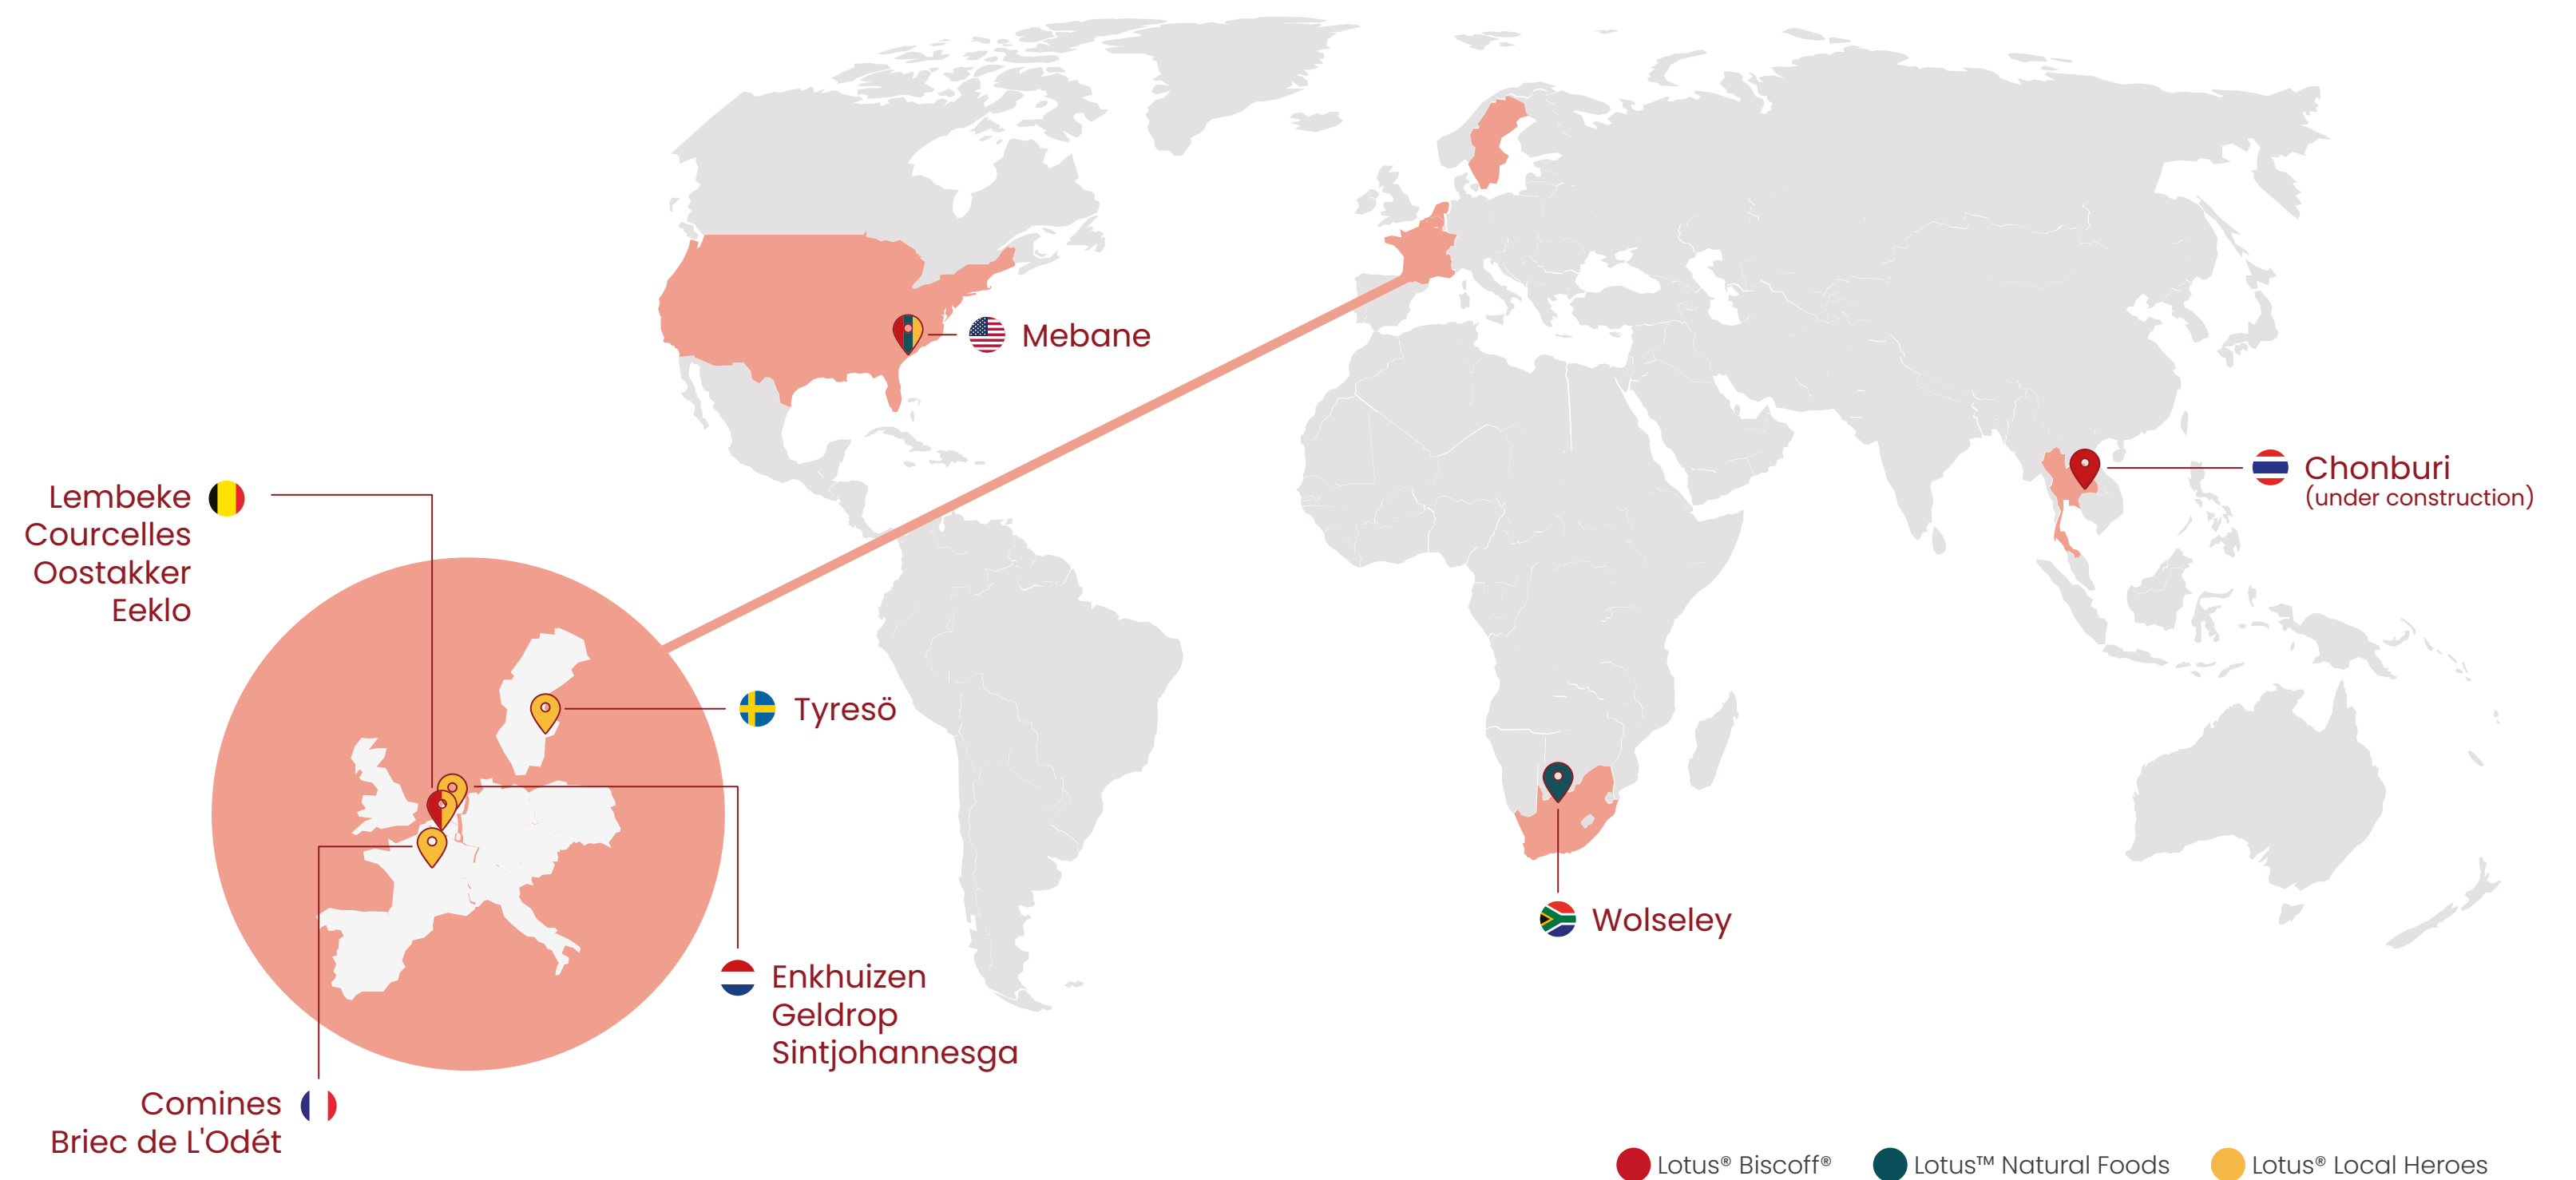 Mebane
Chonburi
(under construction)
Lembeke
Courcelles
Oostakker
Eeklo
Tyresö
Wolseley
Enkhuizen
Geldrop
Sintjohannesga
Comines
Briec de L'Odét
Lotus® Biscoff®
Lotus™ Natural Foods
Lotus® Local Heroes